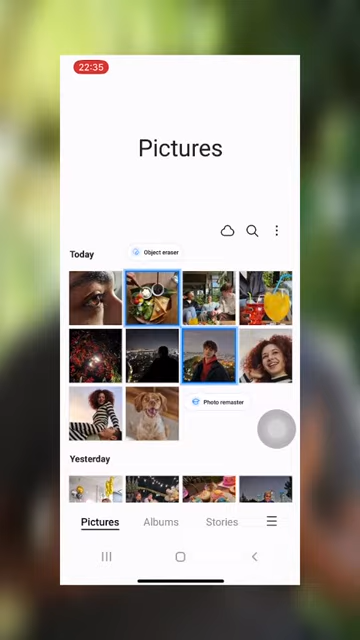 22:35
Pictures
Today
Object eraser
Photo remaster
Yesterday
Pictures Albums Stories